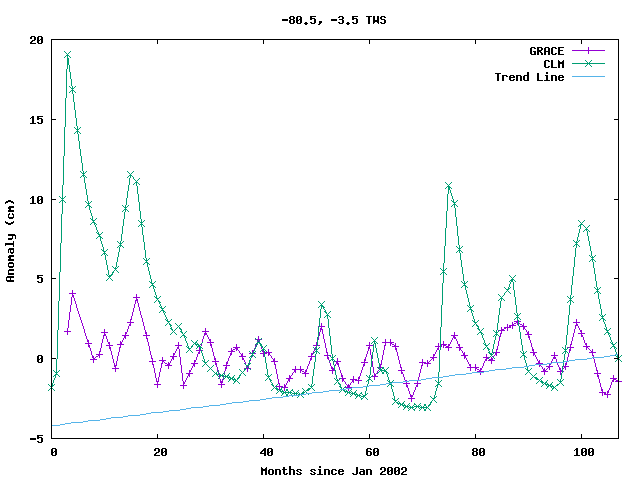 -80.5, -3.5 TWS
GRACE
CLM
Trend Line
20
15
10
5
0
-5
Anomaly (cm)
0 20 40 60 80 100
Months since Jan 2002